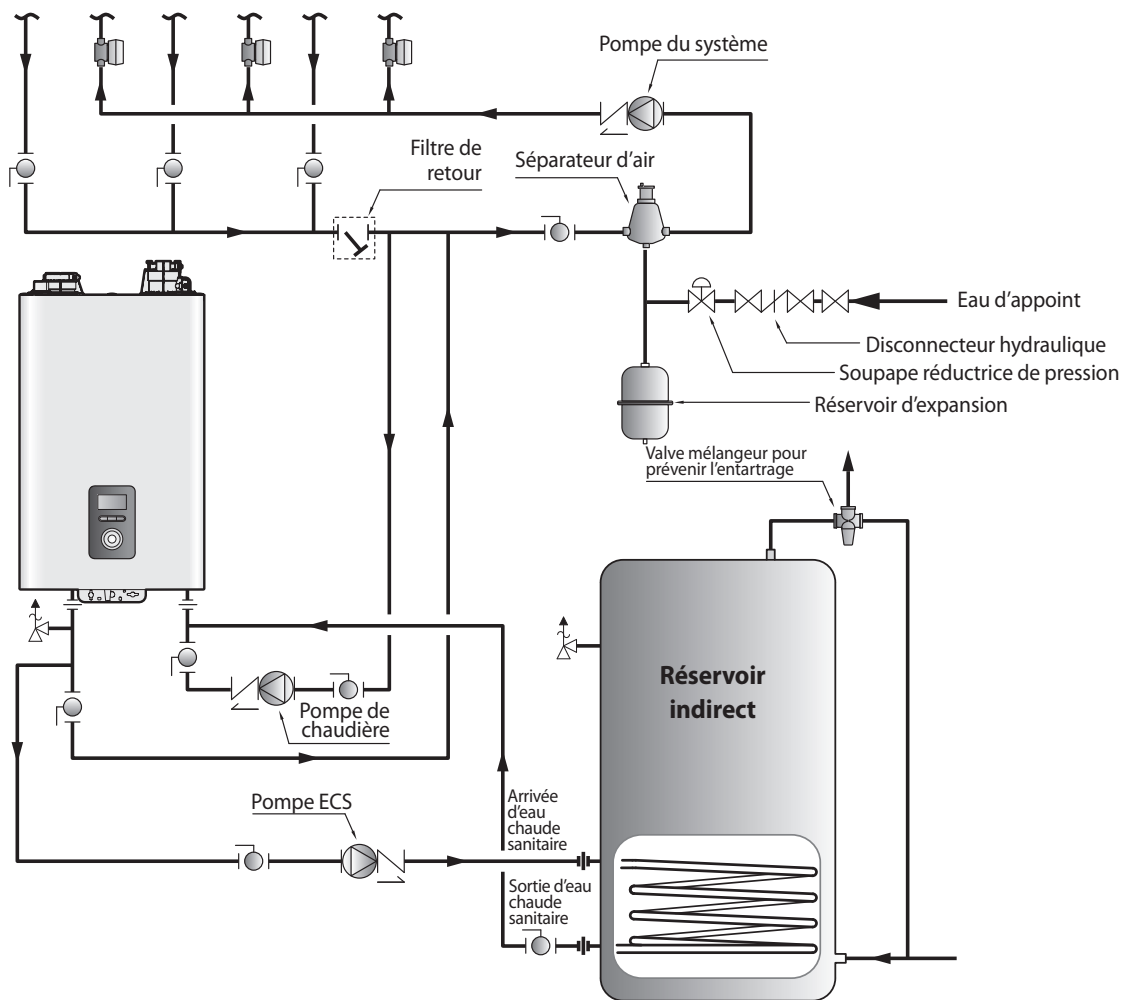 Pompe du système
Filtre de
retour
Séparateur d'air
Eau d'appoint
Disconnecteur hydraulique
Soupape réductrice de pression
Réservoir d'expansion
Valve mélangeur pour
prévenir l'entartrage
Réservoir
indirect
Pompe de
chaudière
Pompe ECS
Arrivée
d'eau
chaude
sanitaire
Sortie d'eau
chaude
sanitaire